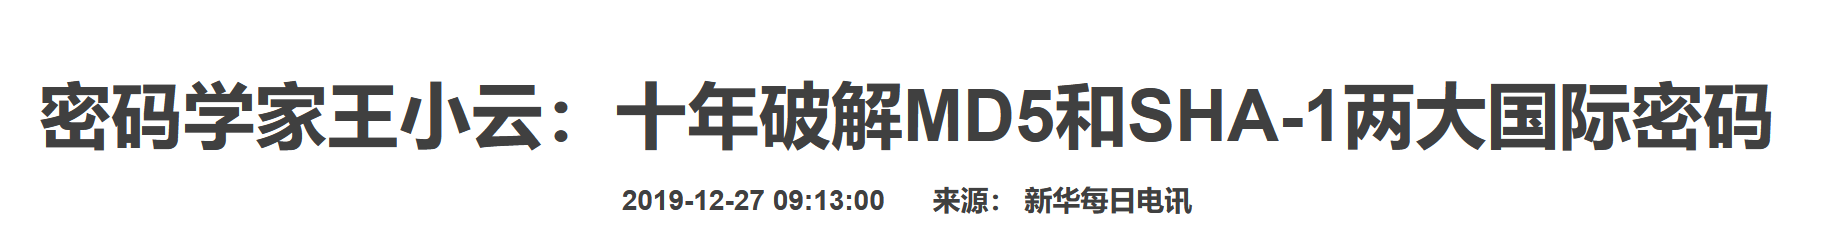 密码学家王小云：十年破解MD5和SHA-1两大国际密码
2019-12-27 09:13:00 来源： 新华每日电讯